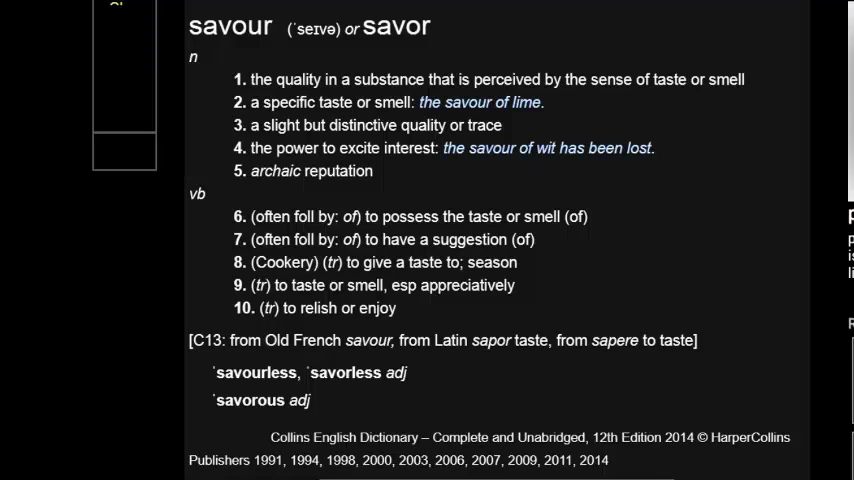 savour (ˈseɪvə) or savor
n
1. the quality in a substance that is perceived by the sense of taste or smell
2. a specific taste or smell: the savour of lime.
3. a slight but distinctive quality or trace
4. the power to excite interest: the savour of wit has been lost.
5. archaic reputation
vb
6. (often foll by: of) to possess the taste or smell (of)
7. (often foll by: of) to have a suggestion (of)
8. (Cookery) (tr) to give a taste to; season
9. (tr) to taste or smell, esp appreciatively
10. (tr) to relish or enjoy
[C13: from Old French savour, from Latin sapor taste, from sapere to taste]
ˈsavourless, ˈsavorless adj
ˈsavorous adj
Collins English Dictionary – Complete and Unabridged, 12th Edition 2014 © HarperCollins
Publishers 1991, 1994, 1998, 2000, 2003, 2006, 2007, 2009, 2011, 2014